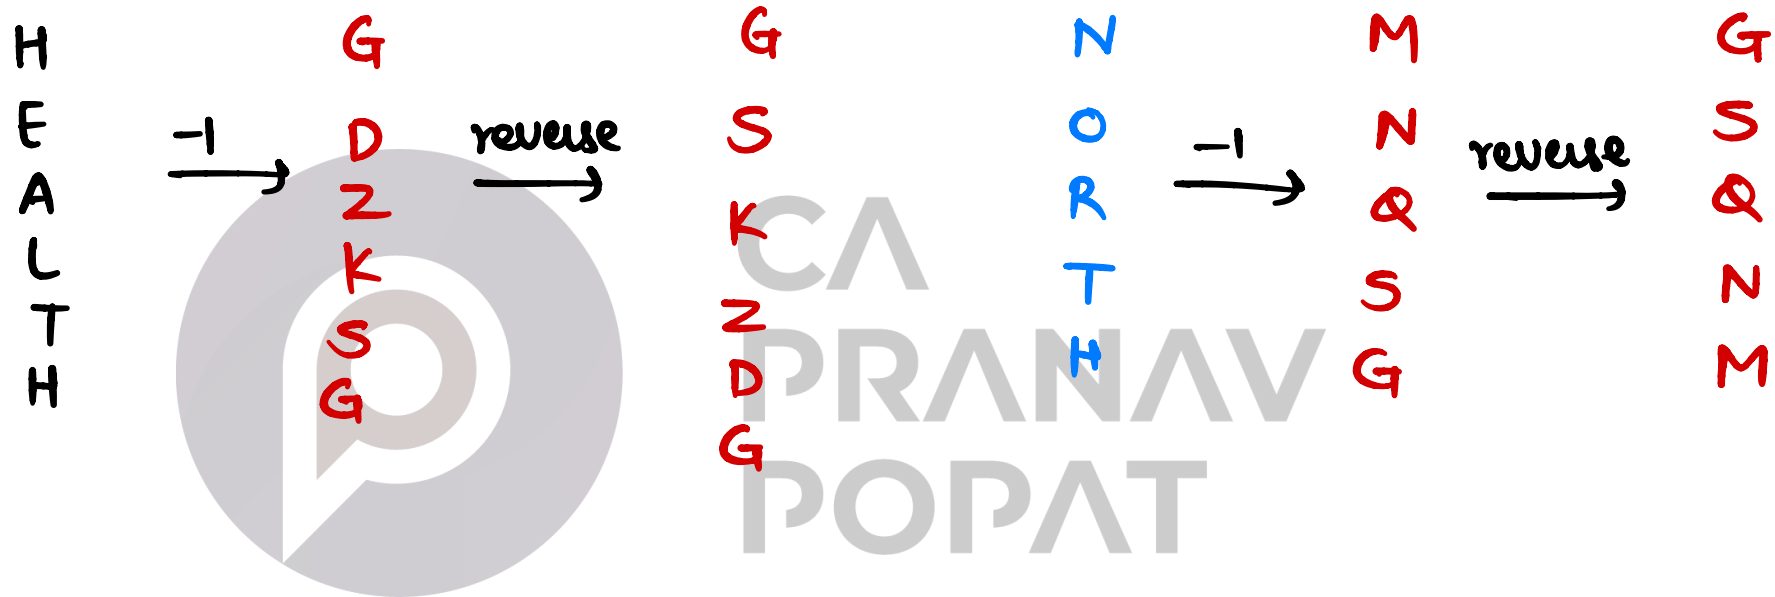 H G G N M G
E D S O N S
-1 reverse -1 reverse
A Z K R Q Q
L K Z T S N
T S D H G M
H G G
CA
PRANAV
POPAT